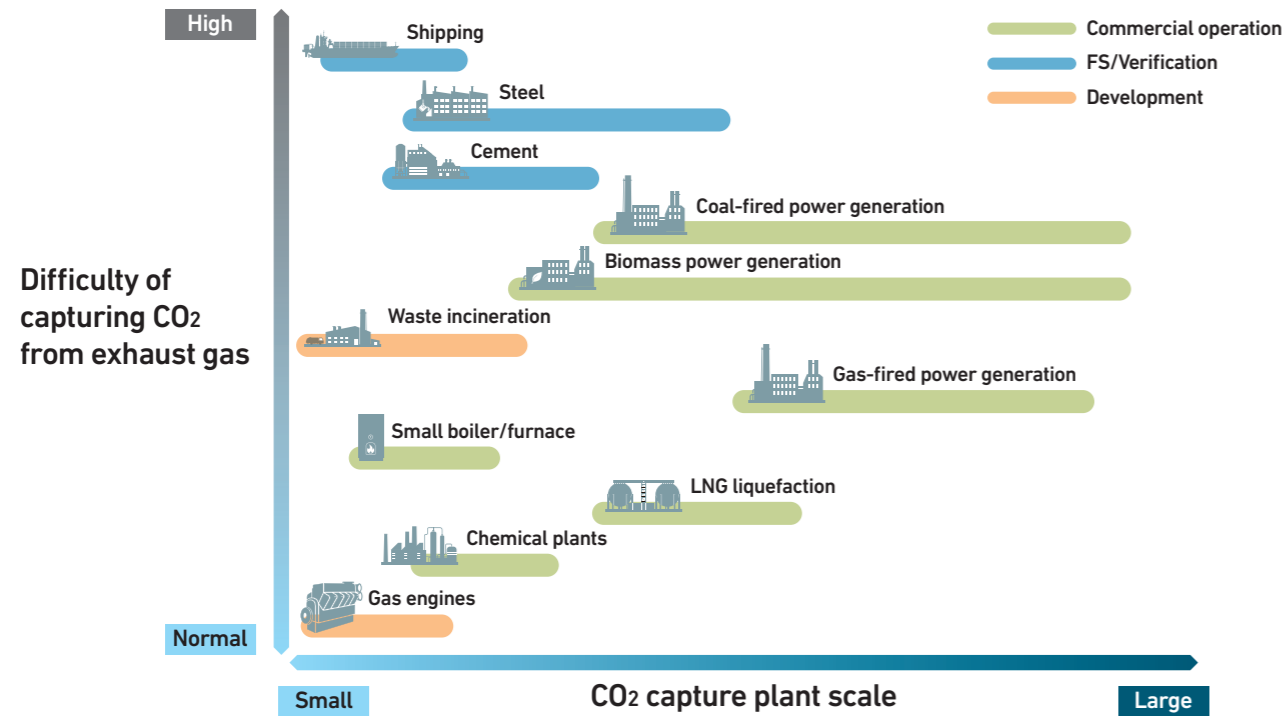 High
Shipping
Commercial operation
FS/Verification
Development
Steel
Cement
Coal-fired power generation
Biomass power generation
Difficulty of
capturing CO2
from exhaust gas
Waste incineration
Gas-fired power generation
Small boiler/furnace
LNG liquefaction
Chemical plants
Gas engines
Normal
Small
CO2 capture plant scale
Large